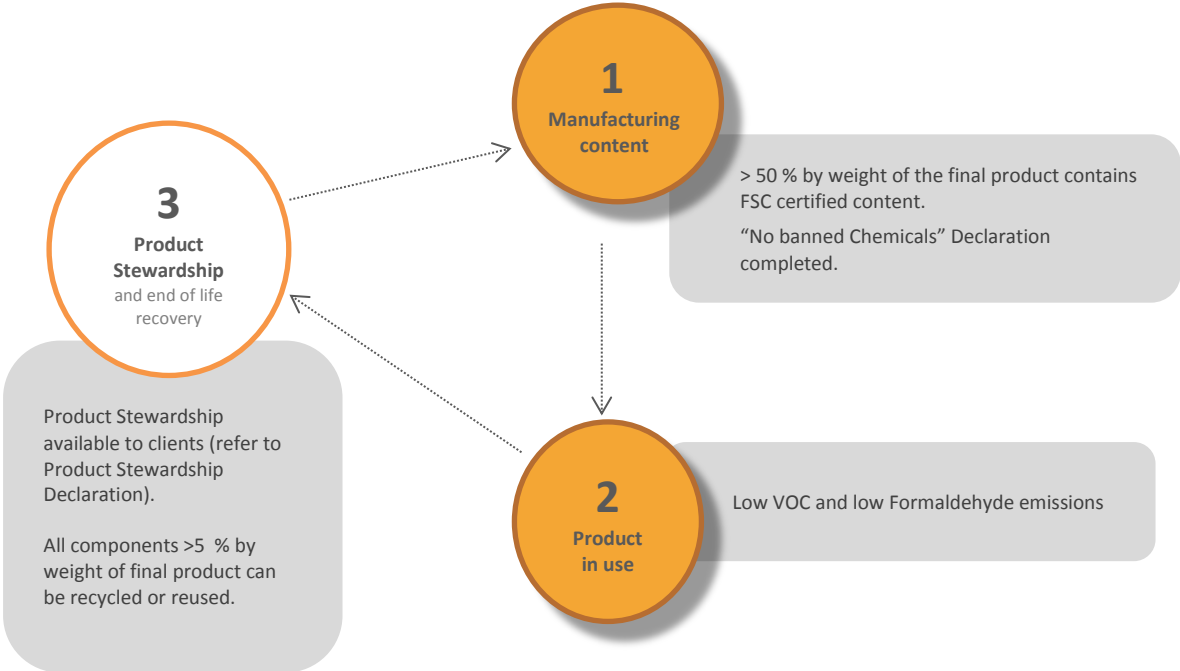 1
Manufacturing
content
> 50 % by weight of the final product contains
FSC certified content.
“No banned Chemicals” Declaration
completed.
2
Product
in use
Low VOC and low Formaldehyde emissions
3
Product
Stewardship
and end of life
recovery
Product Stewardship
available to clients (refer to
Product Stewardship
Declaration).
All components >5 % by
weight of final product can
be recycled or reused.